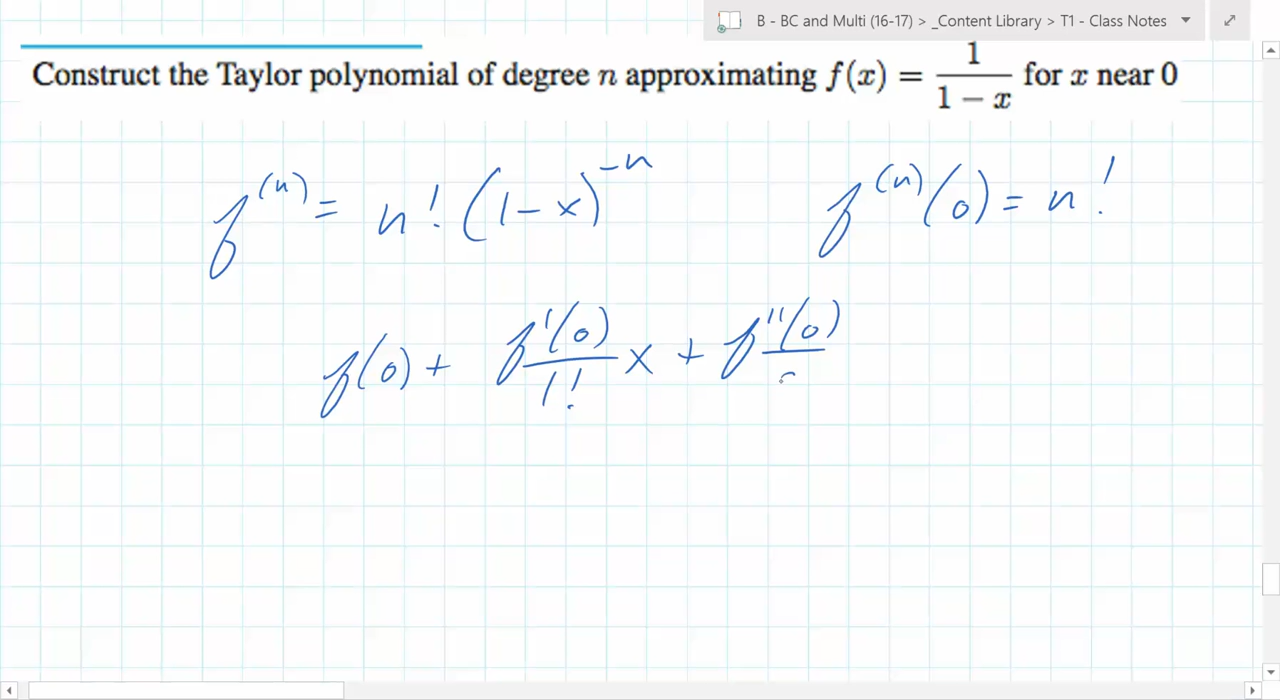 B - BC and Multi (16-17) > _Content Library > T1 - Class Notes
Construct the Taylor polynomial of degree n approximating f(x) = 1/(1 − x) for x near 0
f^(n) = n! (1 - x)^-n    f^(n)(0) = n!
f(0) + f'(0)/1! x + f''(0)/